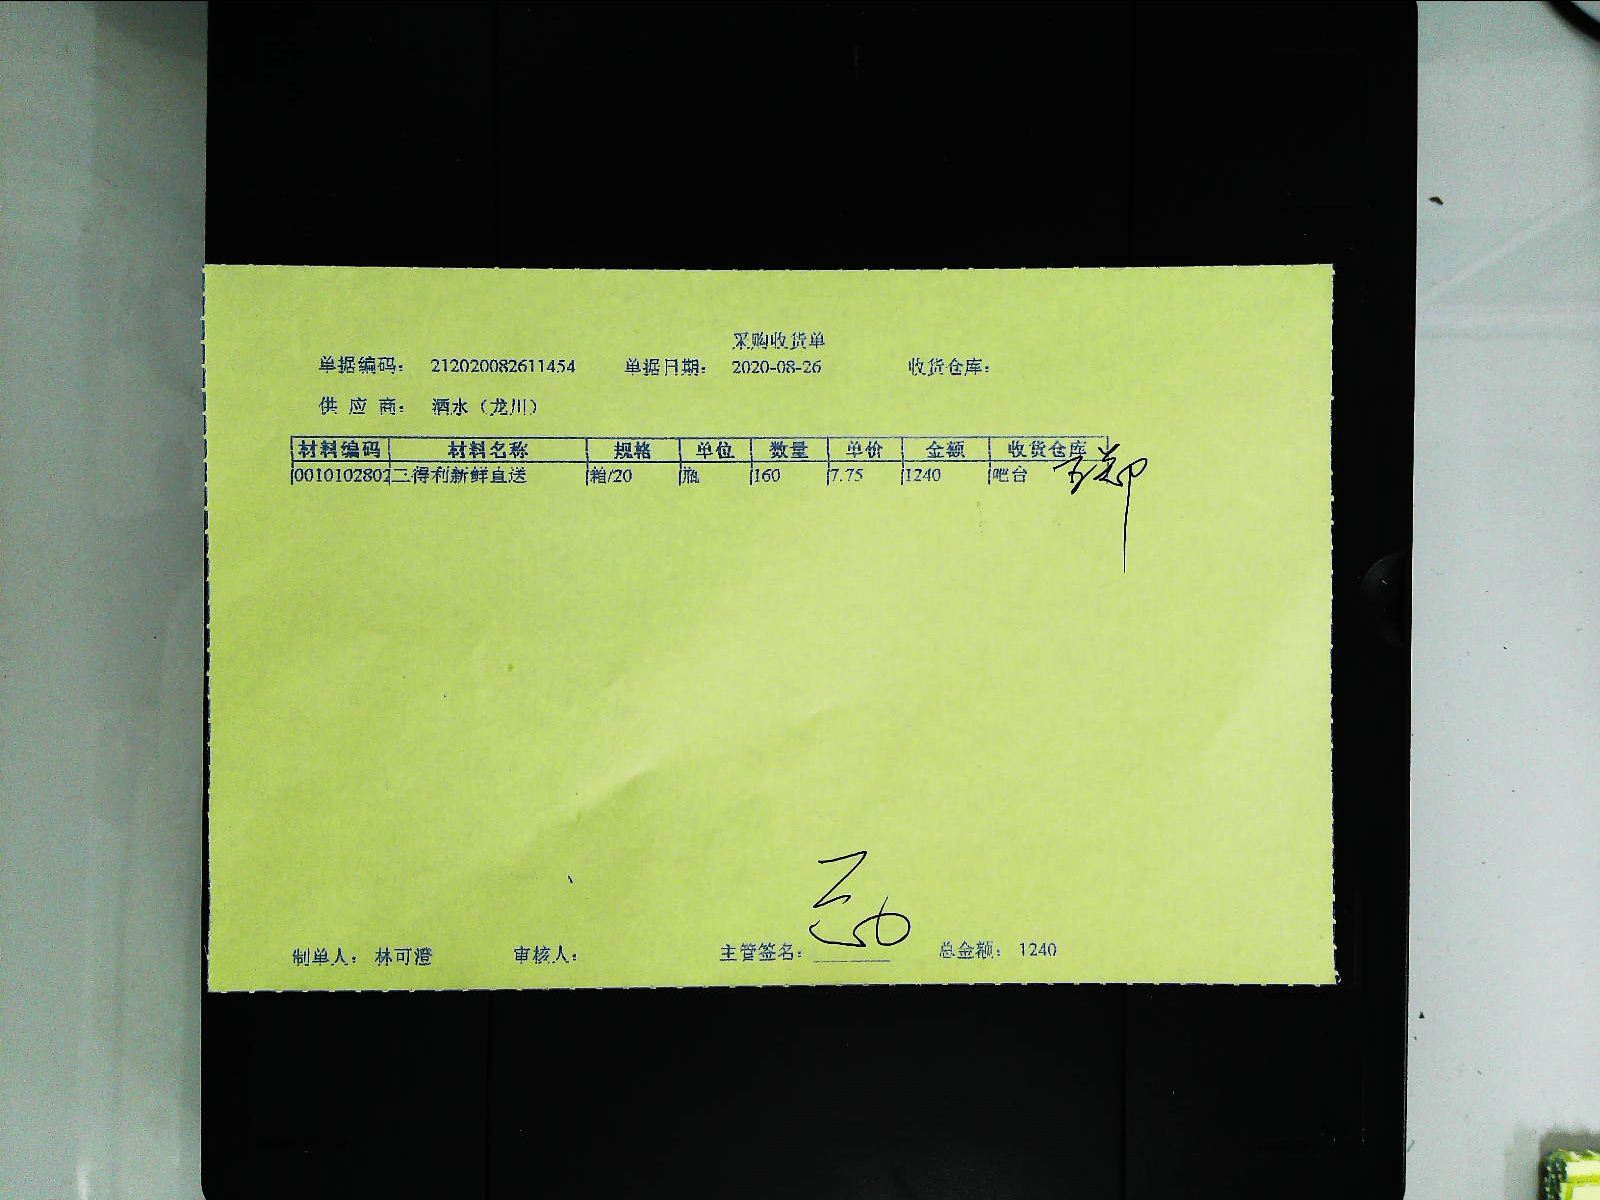 采购收货单
单据编码: 212020082611454 单据日期: 2020-08-26 收货仓库:
供 应 商: 酒水(龙川)
材料编码 材料名称 规格 单位 数量 单价 金额 收货仓库
0010102802 三得利新鲜直送 箱/20 瓶 160 7.75 1240 吧台
制单人: 林可澄 审核人: 主管签名: 总金额: 1240